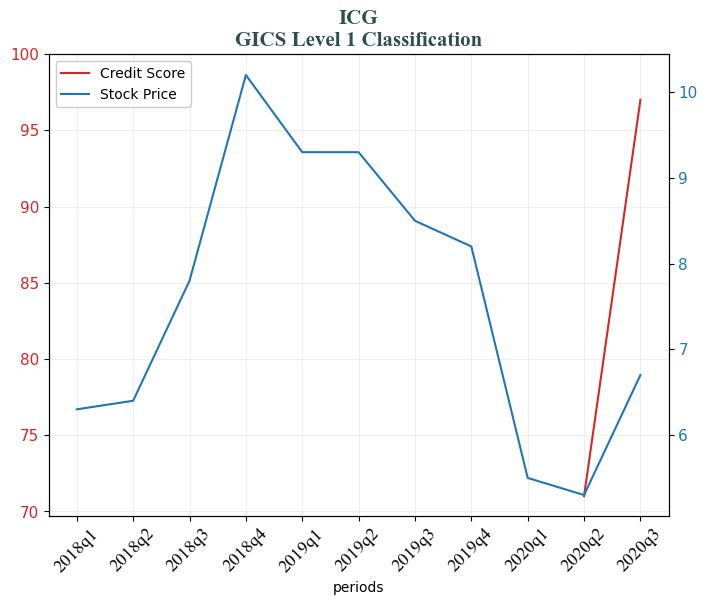 ICG
GICS Level 1 Classification
Credit Score
Stock Price
100
95
90
85
80
75
70
10
9
8
7
6
2018q1
2018q2
2018q3
2018q4
2019q1
2019q2
2019q3
2019q4
2020q1
2020q2
2020q3
periods